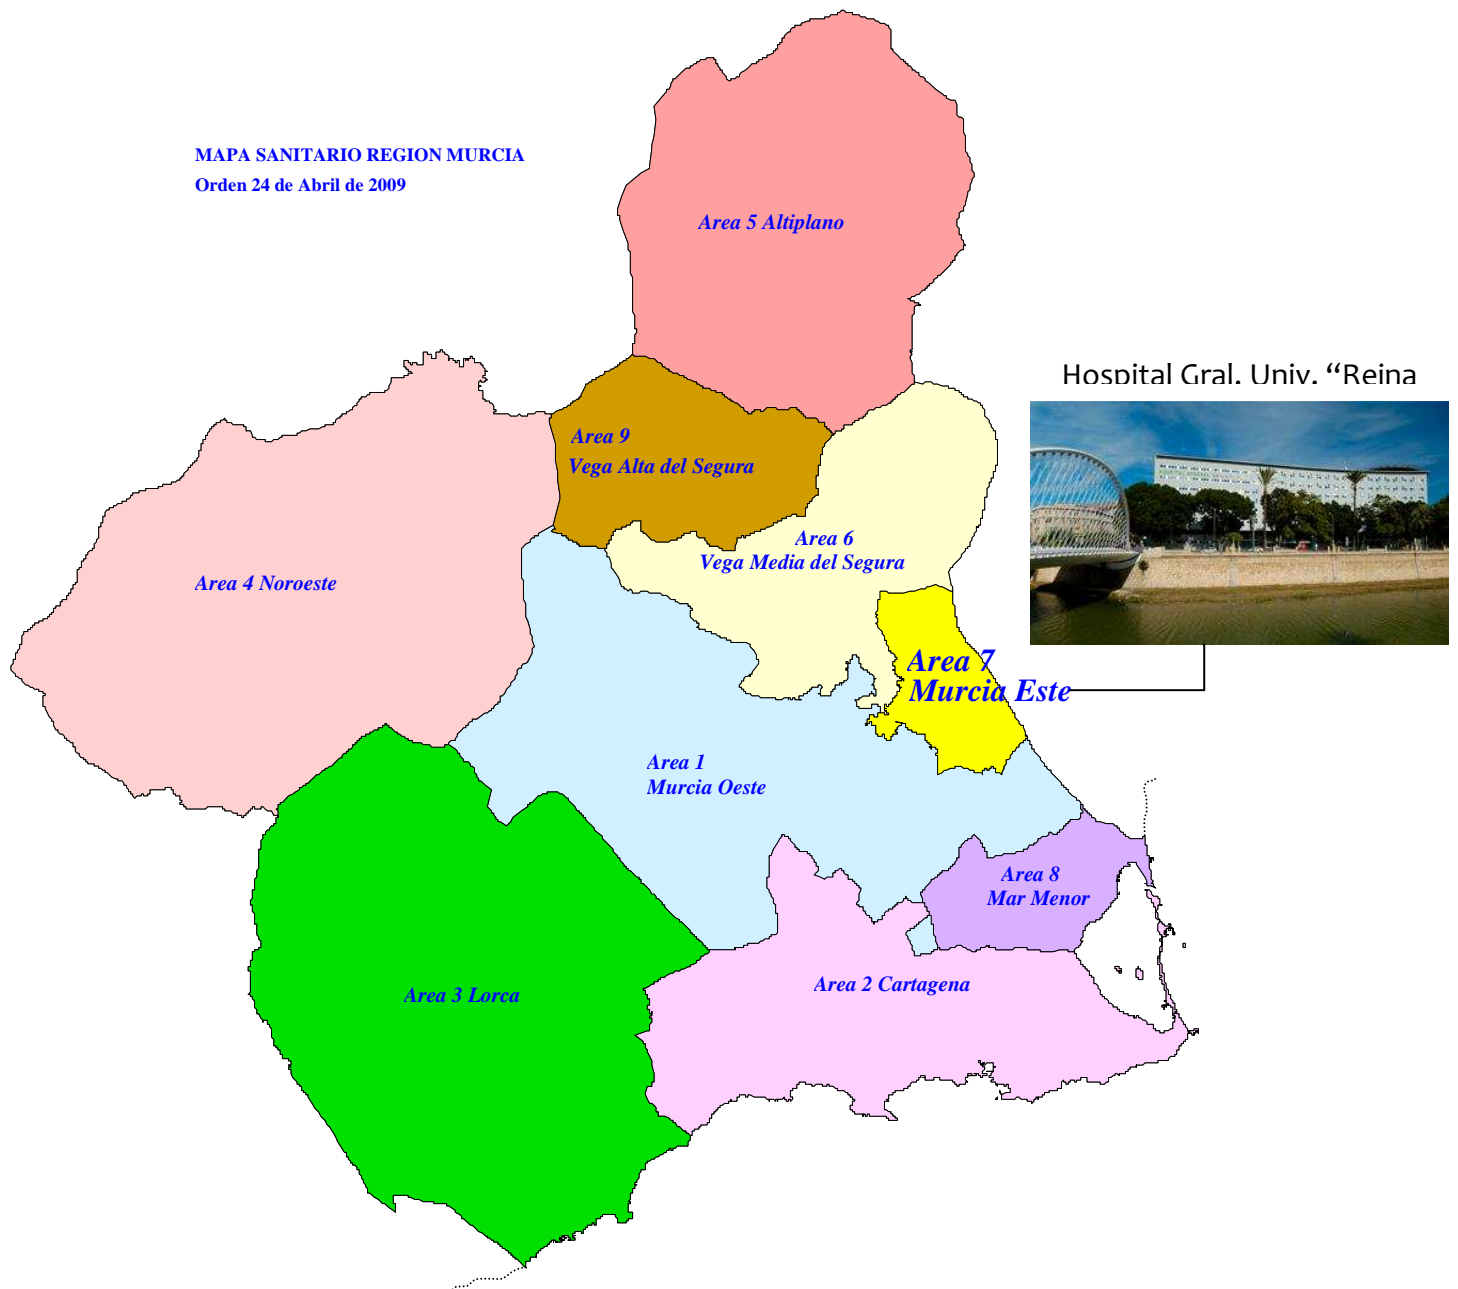 MAPA SANITARIO REGION MURCIA
Orden 24 de Abril de 2009
Area 5 Altiplano
Hospital Gral. Univ. “Reina
HOSPITAL GENERAL
Area 9
Vega Alta del Segura
Area 6
Vega Media del Segura
Area 4 Noroeste
Area 7
Murcia Este
Area 1
Murcia Oeste
Area 8
Mar Menor
Area 2 Cartagena
Area 3 Lorca